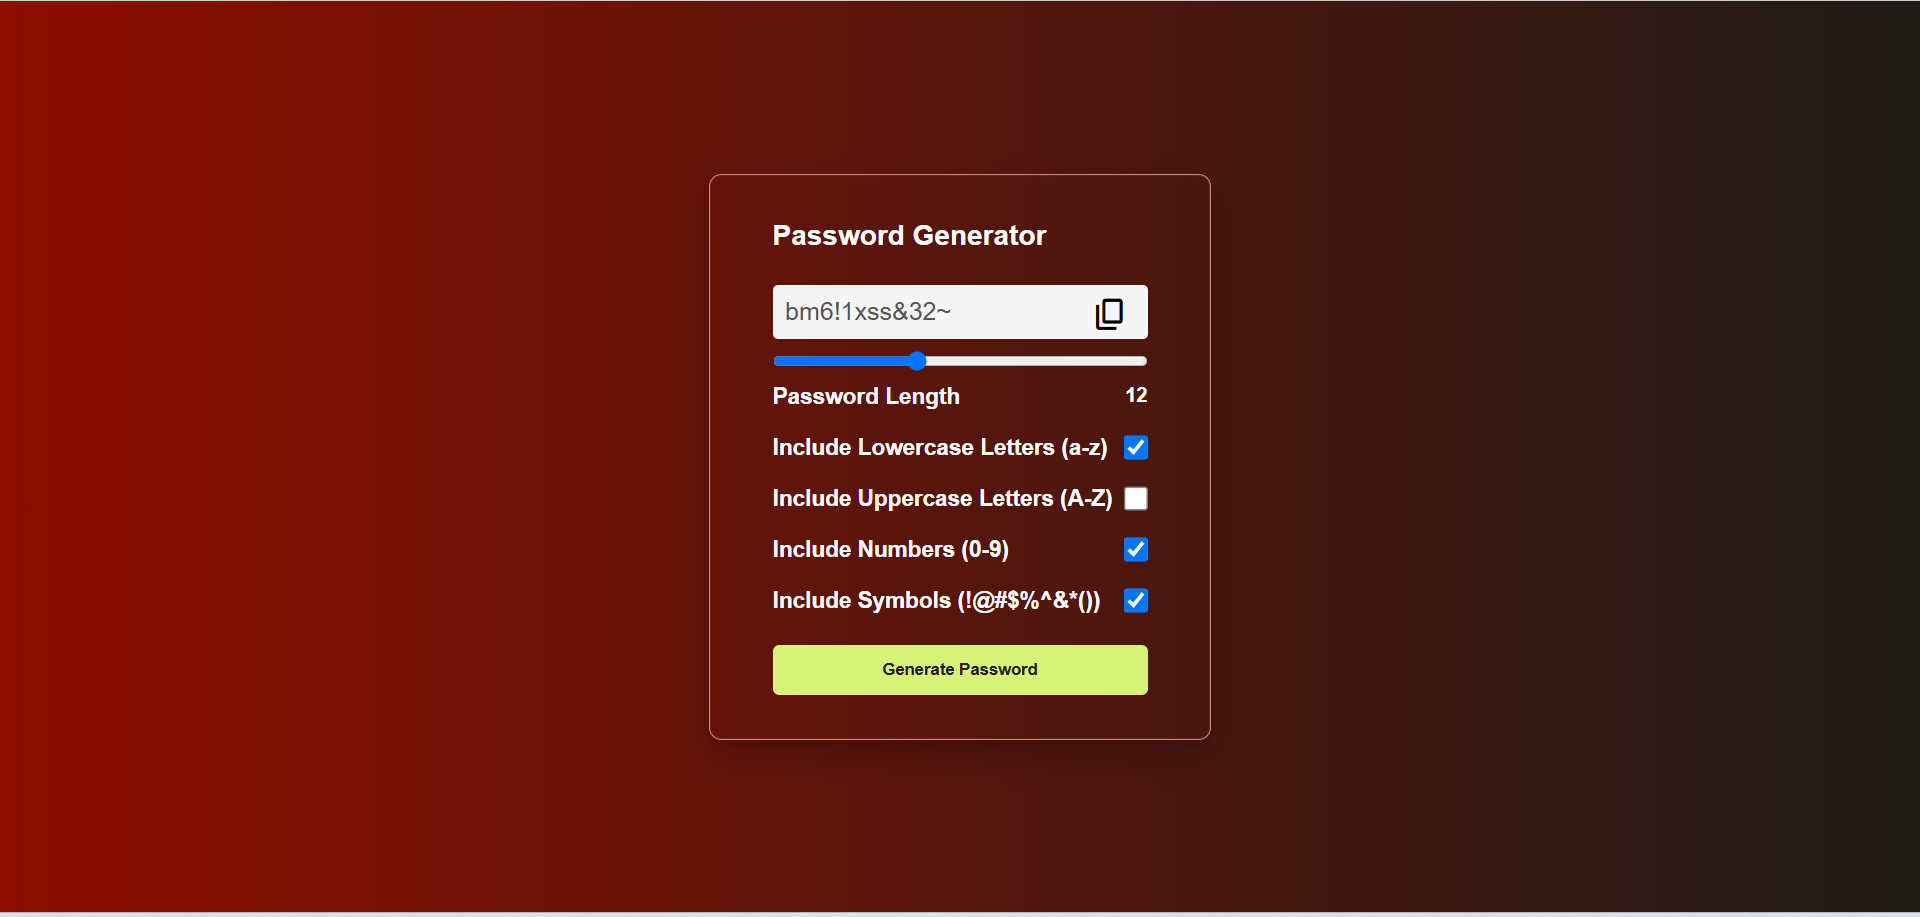 Password Generator
bm6!1xss&32~
Password Length 12
Include Lowercase Letters (a-z)
Include Uppercase Letters (A-Z)
Include Numbers (0-9)
Include Symbols (!@#$%^&*())
Generate Password